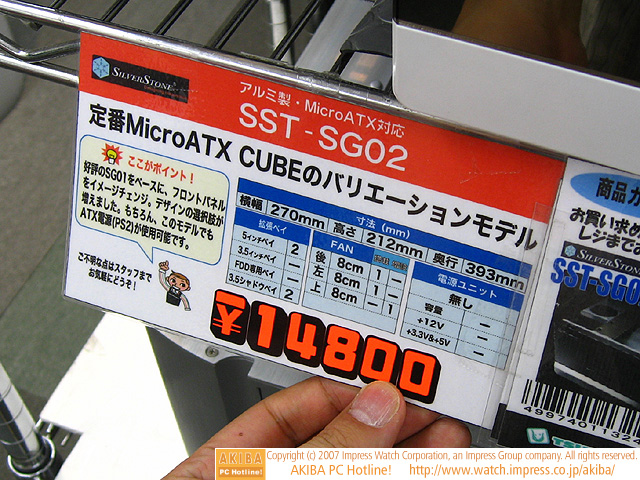 SILVERSTONE
アルミ製・MicroATX対応
SST-SG02
定番MicroATX CUBEのバリエーションモデル
ここがポイント!
好評のSG01をベースに、フロントパネル
をイメージチェンジ。デザインの選択肢が
増えました。もちろん、このモデルでも
ATX電源(PS2)が使用可能です。
ご不明な点はスタッフまで
お気軽にどうぞ!
寸法(mm)
横幅 270mm 高さ 212mm 奥行 393mm
拡張ベイ
5インチベイ 2
3.5インチベイ 1
FDD専用ベイ －
3.5シャドウベイ 2
FAN
後 8cm 1 －
左 8cm 1 －
上 8cm － 1
電源ユニット
無し
容量 －
+12V －
+3.3V&+5V －
¥14800
商品カ
お買い求め
レジまで
SILVERSTONE
SST-SG0
4997401132
AKIBA
PC Hotline!
Copyright (c) 2007 Impress Watch Corporation, an Impress Group company. All rights reserved.
AKIBA PC Hotline! http://www.watch.impress.co.jp/akiba/